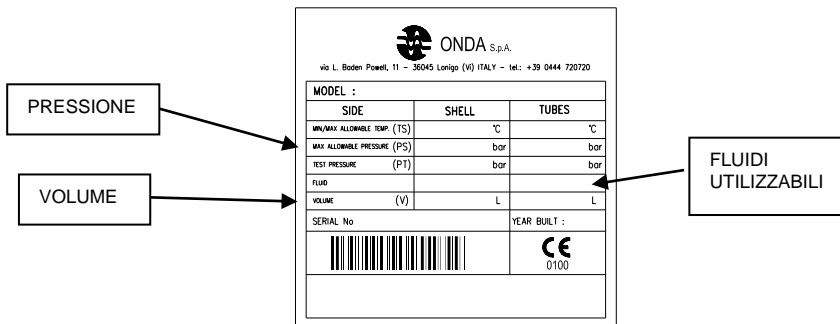 ONDA S.p.A.
via L. Baden Powell, 11 - 36045 Lonigo (Vi) ITALY - tel.: +39 0444 720720
MODEL :
SIDE SHELL TUBES
MIN/MAX ALLOWABLE TEMP. (TS) °C °C
MAX ALLOWABLE PRESSURE (PS) bar bar
TEST PRESSURE (PT) bar bar
FLUID
VOLUME (V) L L
SERIAL No YEAR BUILT :
CE
0100
PRESSIONE
VOLUME
FLUIDI
UTILIZZABILI